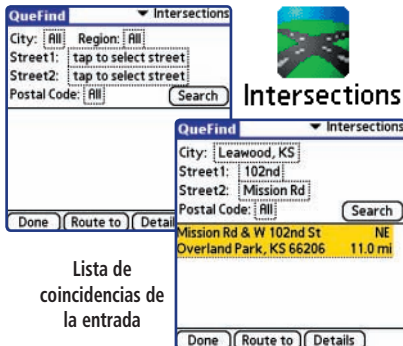 QueFind Intersections
City: All Region: All
Street1: tap to select street
Street2: tap to select street
Postal Code: All Search
Done Route to Detail
Intersections
QueFind Intersections
City: Leawood, KS
Street1: 102nd
Street2: Mission Rd
Postal Code: All Search
Mission Rd & W 102nd St NE
Overland Park, KS 66206 11.0 mi
Done Route to Details
Lista de
coincidencias de
la entrada